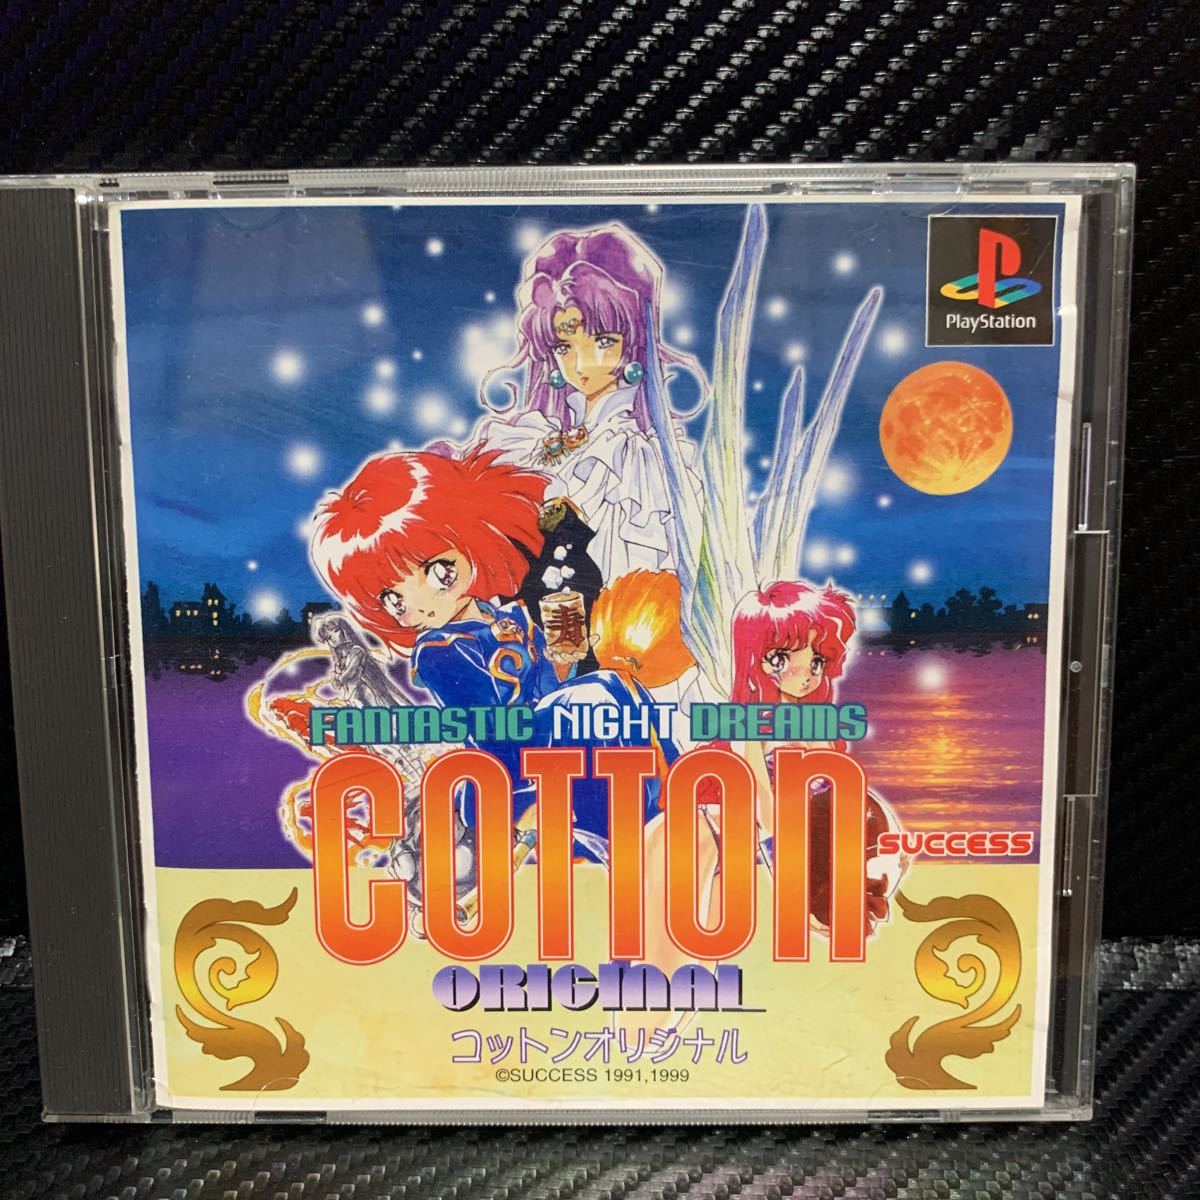 PlayStation
寿
FANTASTIC NIGHT DREAMS
COTTON
SUCCESS
ORIGINAL
コットンオリジナル
©SUCCESS 1991,1999